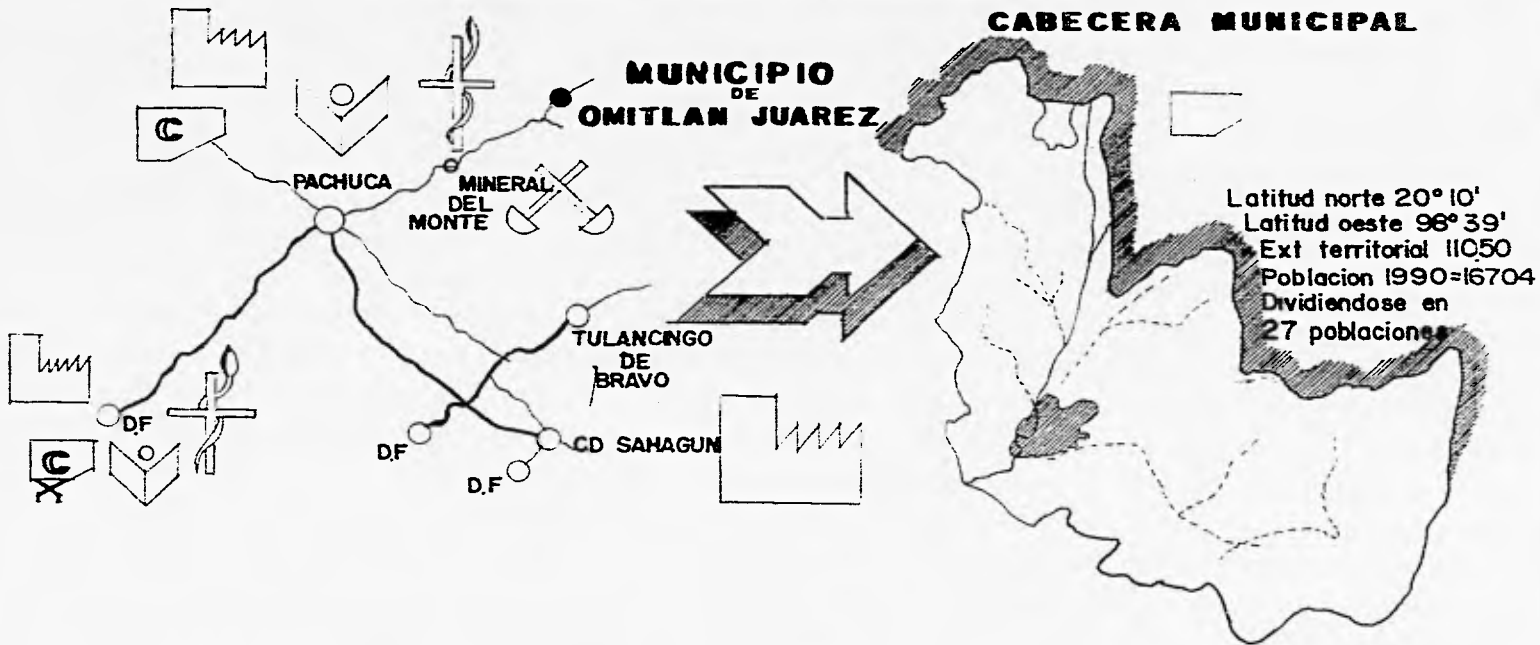 CABECERA MUNICIPAL
MUNICIPIO
DE
OMITLAN JUAREZ
C
PACHUCA
MINERAL
DEL
MONTE
Latitud norte 20° 10'
Latitud oeste 98° 39'
Ext territorial 110.50
Poblacion 1990=16704
Dividiendose en
27 poblaciones
TULANCINGO
DE
BRAVO
D.F
C
D.F
CD SAHAGUN
D.F